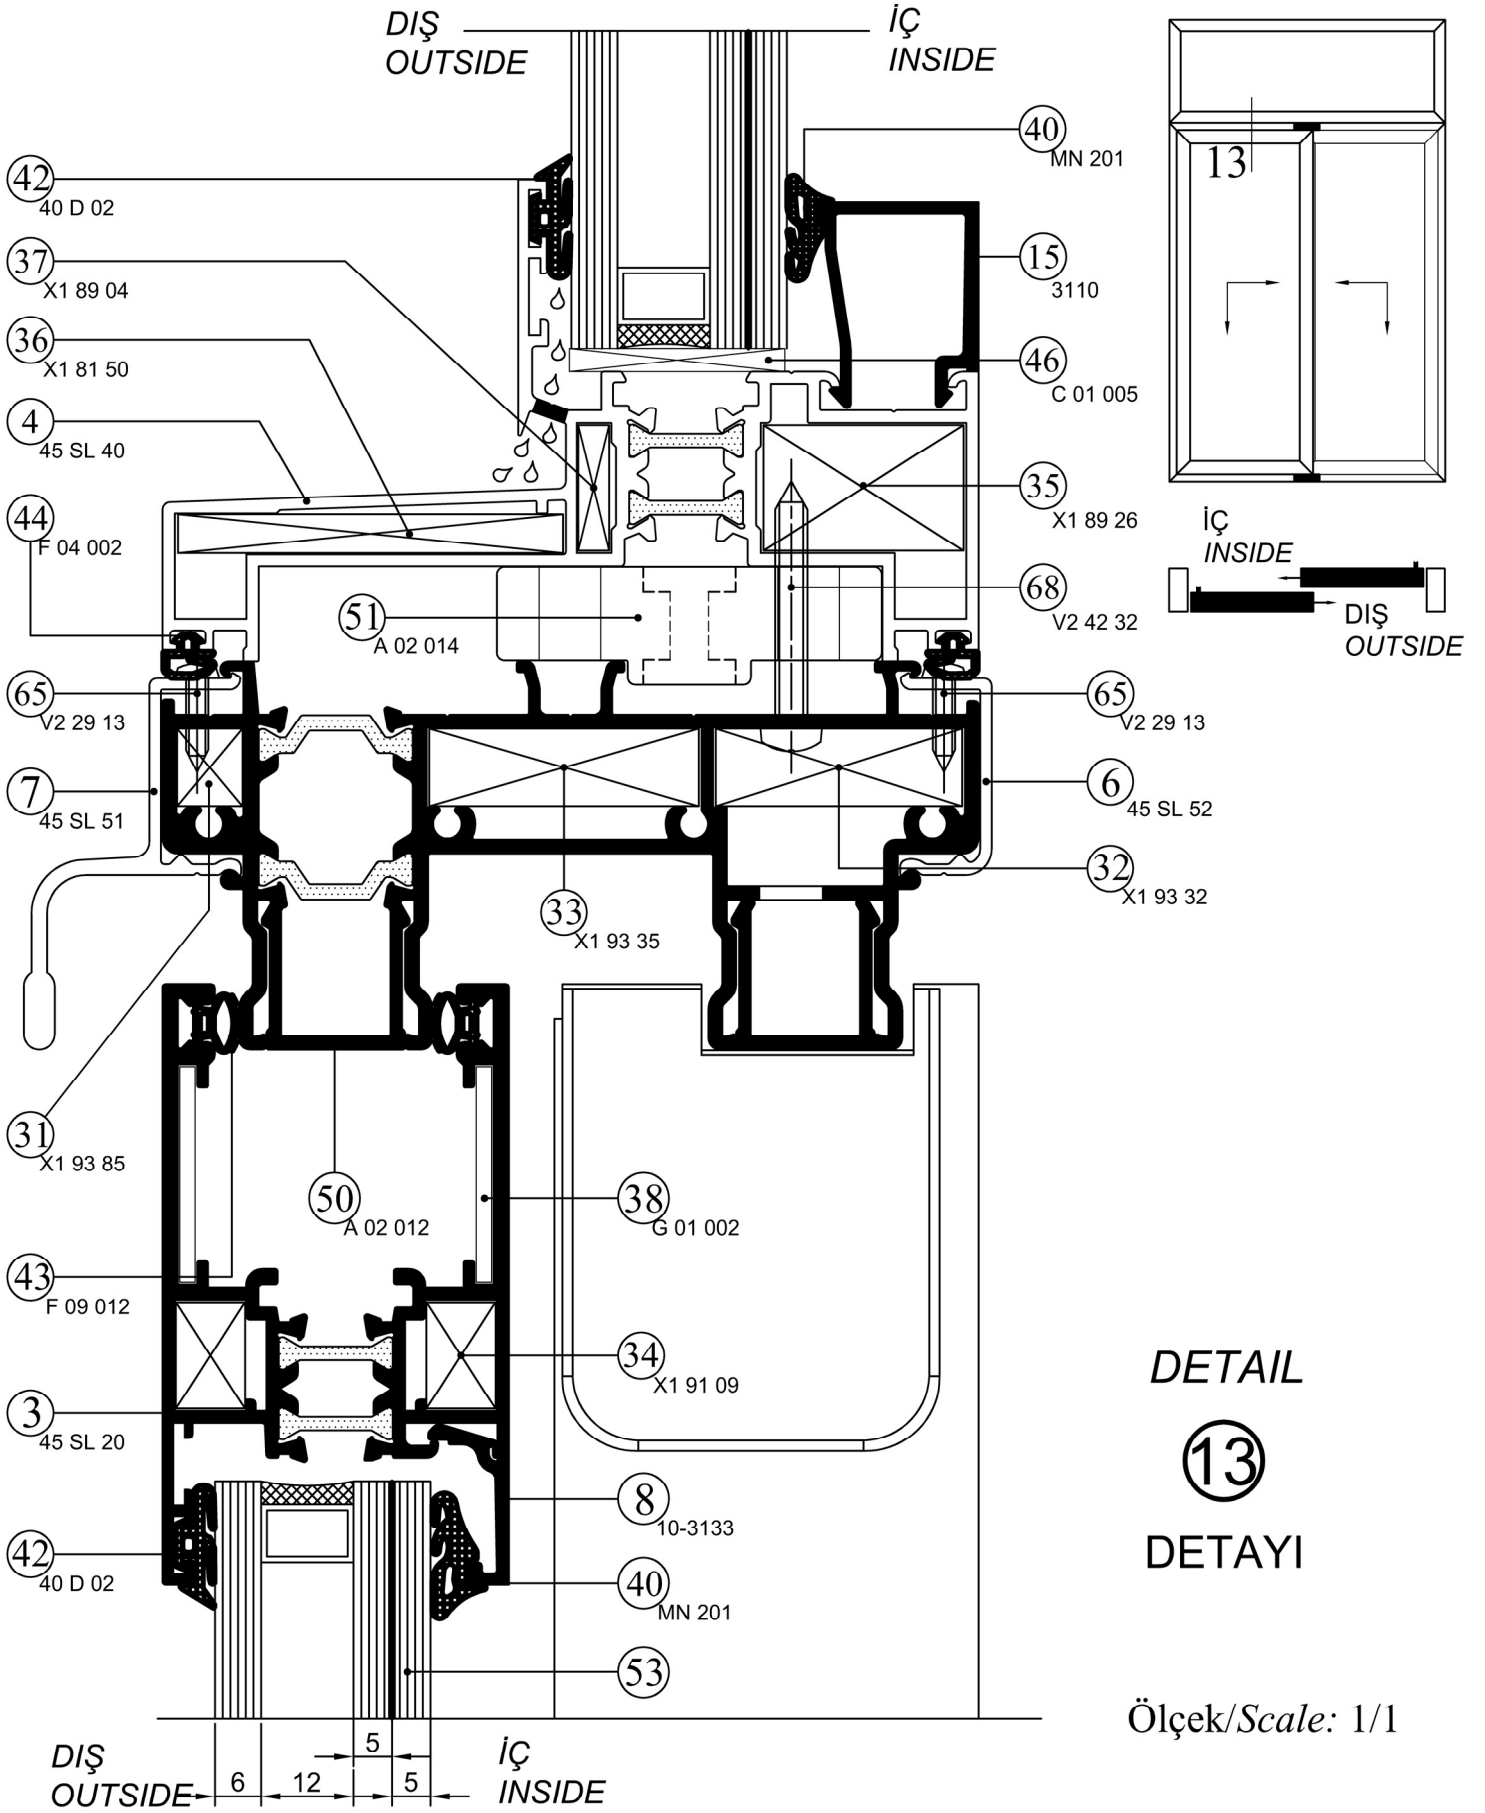 DIŞ
OUTSIDE
İÇ
INSIDE
42
40 D 02
37
X1 89 04
36
X1 81 50
4
45 SL 40
44
F 04 002
65
V2 29 13
7
45 SL 51
31
X1 93 85
43
F 09 012
3
45 SL 20
42
40 D 02
40
MN 201
15
3110
46
C 01 005
35
X1 89 26
68
V2 42 32
51
A 02 014
65
V2 29 13
6
45 SL 52
32
X1 93 32
33
X1 93 35
50
A 02 012
38
G 01 002
34
X1 91 09
8
10-3133
40
MN 201
53
13
İÇ
INSIDE
DIŞ
OUTSIDE
DETAIL
13
DETAYI
Ölçek/Scale: 1/1
DIŞ
OUTSIDE
6
12
5
5
İÇ
INSIDE